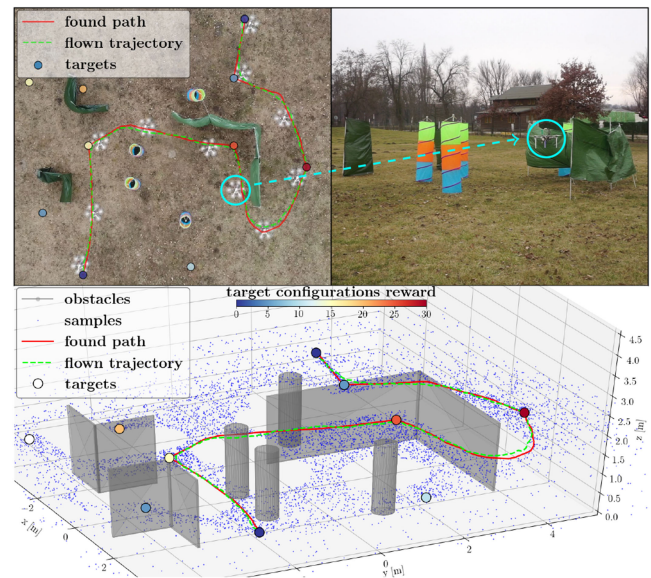 found path
flown trajectory
targets
target configurations reward
0 5 10 15 20 25 30
obstacles
samples
found path
flown trajectory
targets
4.5
4.0
3.5
3.0
2.5
2.0
1.5
1.0
0.5
0.0
z [m]
2
0
2
x [m]
0
2
4
y [m]